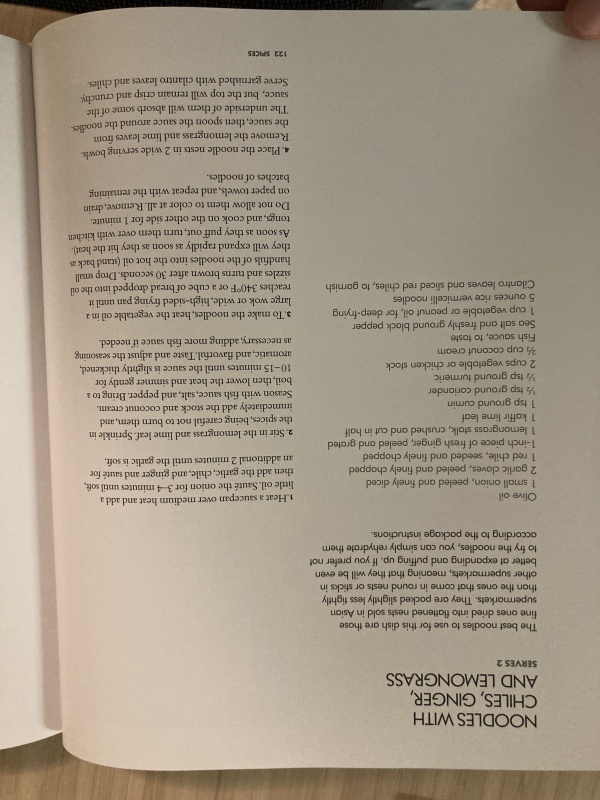 NOODLES WITH
CHILES, GINGER,
AND LEMONGRASS
SERVES 2
The best noodles to use for this dish are those
fine ones dried into flattened nests sold in Asian
supermarkets. They are packed slightly less tightly
than the ones that come in round nests or sticks in
other supermarkets, meaning that they will be even
better at expanding and puffing up. If you prefer not
to fry the noodles, you can simply rehydrate them
according to the package instructions.
Olive oil
1 small onion, peeled and finely diced
2 garlic cloves, peeled and finely chopped
1 red chile, seeded and finely chopped
1-inch piece of fresh ginger, peeled and grated
1 lemongrass stalk, crushed and cut in half
1 kaffir lime leaf
1 tsp ground cumin
½ tsp ground coriander
½ tsp ground turmeric
2 cups vegetable or chicken stock
⅔ cup coconut cream
Fish sauce, to taste
Sea salt and freshly ground black pepper
1 cup vegetable or peanut oil, for deep-frying
5 ounces rice vermicelli noodles
Cilantro leaves and sliced red chiles, to garnish
1. Heat a saucepan over medium heat and add a
little oil. Sauté the onion for 3–4 minutes until soft,
then add the garlic, chile, and ginger and sauté for
an additional 2 minutes until the garlic is soft.
2. Stir in the lemongrass and lime leaf. Sprinkle in
the spices, being careful not to burn them, and
immediately add the stock and coconut cream.
Season with fish sauce, salt, and pepper. Bring to a
boil, then lower the heat and simmer gently for
10–15 minutes until the sauce is slightly thickened,
aromatic, and flavorful. Taste and adjust the seasoning
as necessary, adding more fish sauce if needed.
3. To make the noodles, heat the vegetable oil in a
large wok or wide, high-sided frying pan until it
reaches 340°F or a cube of bread dropped into the oil
sizzles and turns brown after 30 seconds. Drop small
handfuls of the noodles into the hot oil (stand back as
they will expand rapidly as soon as they hit the heat).
As soon as they puff out, turn them over with kitchen
tongs, and cook on the other side for 1 minute.
Do not allow them to color at all. Remove, drain
on paper towels, and repeat with the remaining
batches of noodles.
4. Place the noodle nests in 2 wide serving bowls.
Remove the lemongrass and lime leaves from
the sauce, then spoon the sauce around the noodles.
The underside of them will absorb some of the
sauce, but the top will remain crisp and crunchy.
Serve garnished with cilantro leaves and chiles.
122 SPICES